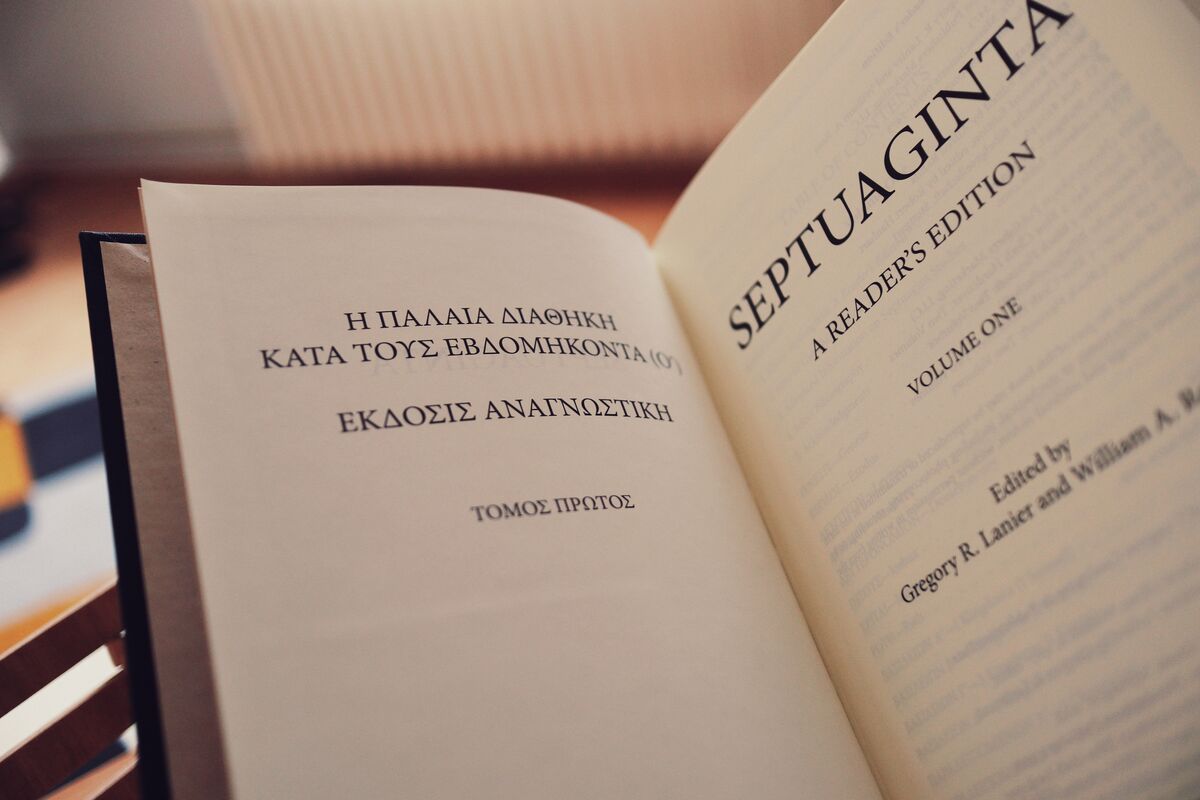 Η ΠΑΛΑΙΑ ΔΙΑΘΗΚΗ
ΚΑΤΑ ΤΟΥΣ ΕΒΔΟΜΗΚΟΝΤΑ (Ο')
ΕΚΔΟΣΙΣ ΑΝΑΓΝΩΣΤΙΚΗ
ΤΟΜΟΣ ΠΡΩΤΟΣ
SEPTUAGINTA
A READER'S EDITION
VOLUME ONE
Edited by
Gregory R. Lanier and William A.